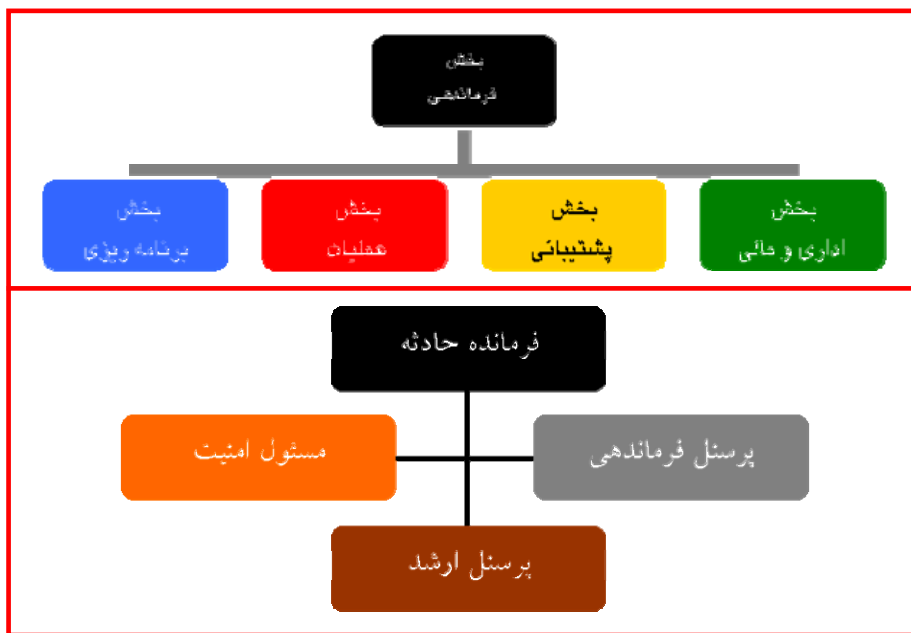 بخش
فرماندهی
بخش
اداری و مالی
بخش
پشتیبانی
بخش
عملیات
بخش
برنامه ریزی
فرمانده حادثه
پرسنل فرماندهی
مسئول امنیت
پرسنل ارشد